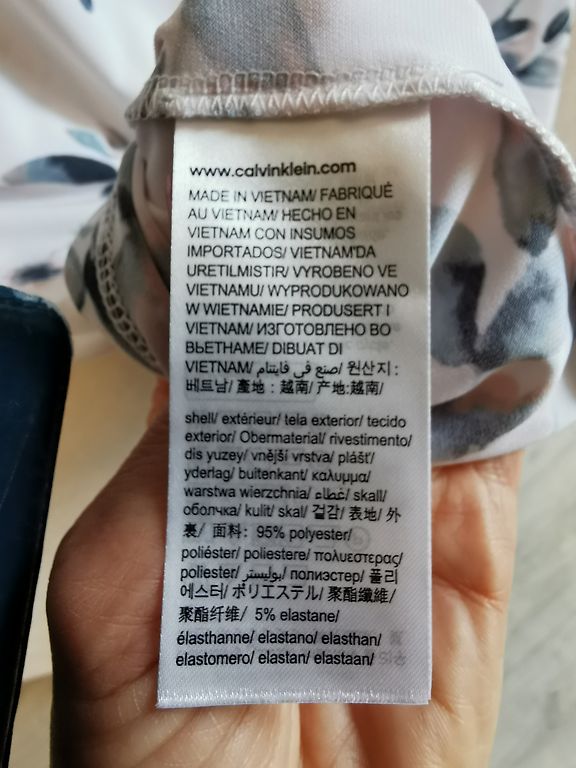 www.calvinklein.com
MADE IN VIETNAM/ FABRIQUÉ
AU VIETNAM/ HECHO EN
VIETNAM CON INSUMOS
IMPORTADOS/ VIETNAM'DA
URETILMISTIR/ VYROBENO VE
VIETNAMU/ WYPRODUKOWANO
W WIETNAMIE/ PRODUSERT I
VIETNAM/ ИЗГОТОВЛЕНО ВО
ВЬЕТНАМЕ/ DIBUAT DI
VIETNAM/ صنع في فايتنام/ 원산지 :
베트남/ 產地 : 越南/ 产地:越南/
shell/ extérieur/ tela exterior/ tecido
exterior/ Obermaterial/ rivestimento/
dis yuzey/ vnější vrstva/ plášť/
yderlag/ buitenkant/ καλυμμα/
warstwa wierzchnia/ غطاء/ skall/
оболочка/ kulit/ skal/ 겉감/ 表地/ 外
裏/ 面料: 95% polyester/
poliéster/ poliestere/ πολυεστερας/
poliester/ بوليستر/ полиэстер/ 폴리
에스터/ ポリエステル/ 聚酯纖維/
聚酯纤维/ 5% elastane/
élasthanne/ elastano/ elasthan/
elastomero/ elastan/ elastaan/